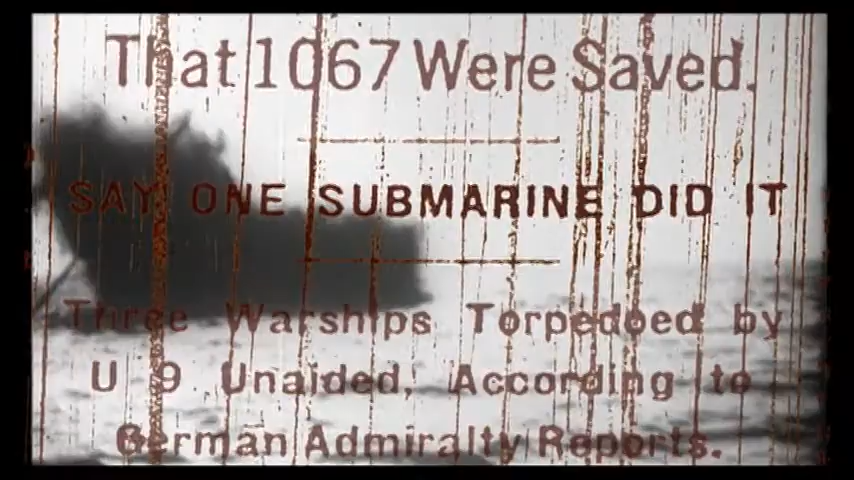 That 1067 Were Saved.
SAY ONE SUBMARINE DID IT
Three Warships Torpedoed by
U 9 Unaided, According to
German Admiralty Reports.